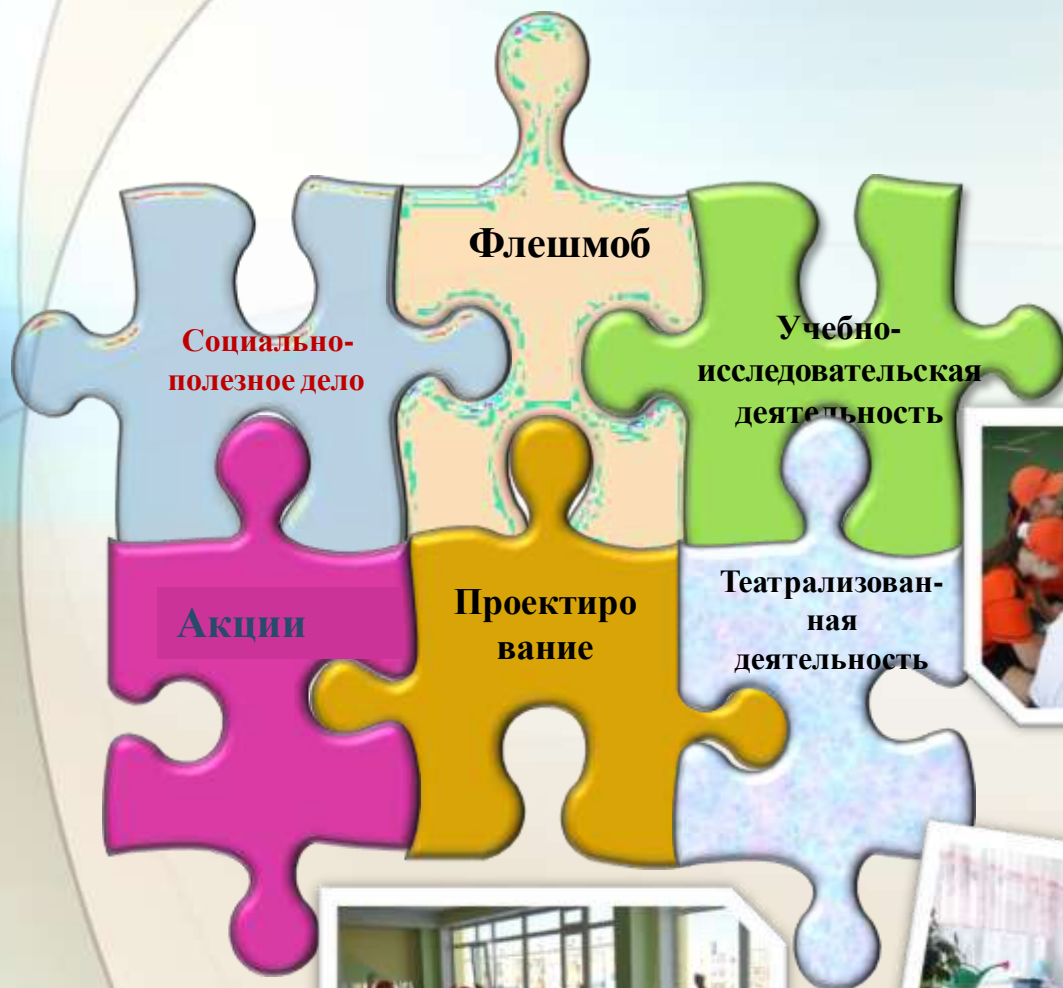 Флешмоб
Социально-
полезное дело
Учебно-
исследовательская
деятельность
Акции
Проектиро
вание
Театрализован-
ная
деятельность